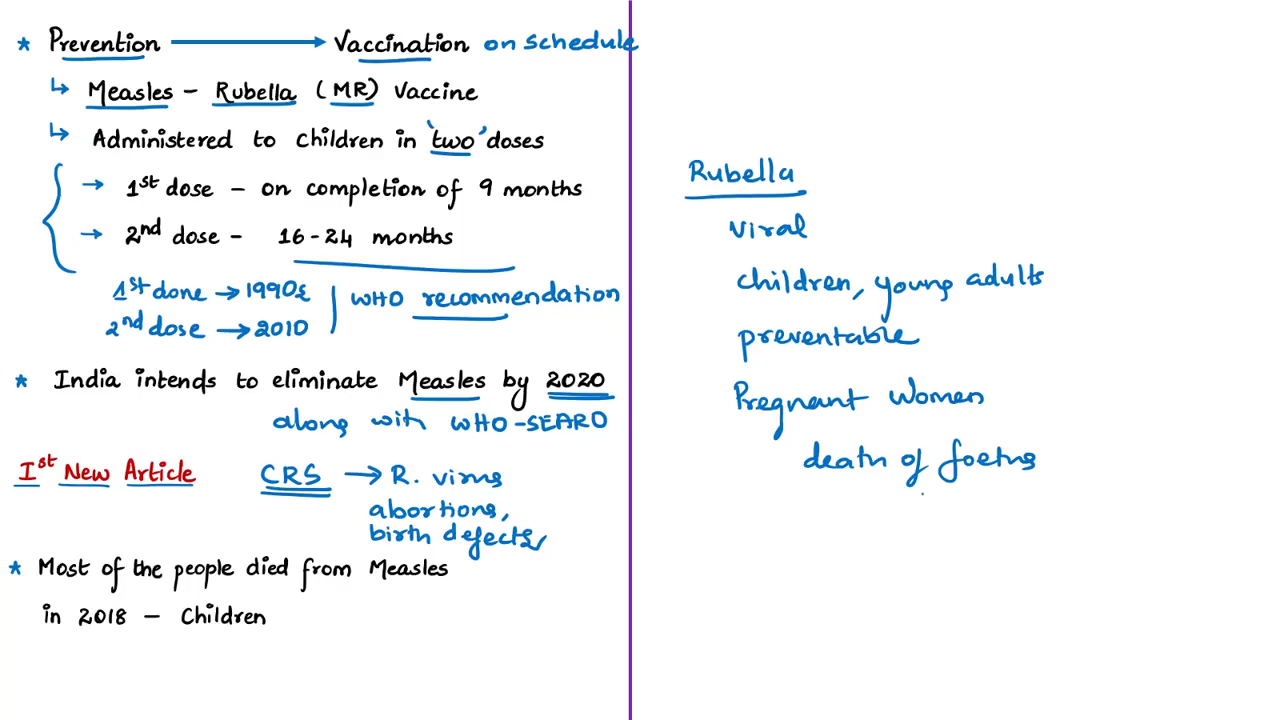 * Prevention → Vaccination on schedule
↳ Measles - Rubella (MR) Vaccine
↳ Administered to children in 'two' doses
→ 1st dose - on completion of 9 months
→ 2nd dose - 16-24 months
1st done → 1990s
2nd dose → 2010
WHO recommendation
* India intends to eliminate Measles by 2020
along with WHO-SEARO
Ist New Article
CRS → R. virus
abortions,
birth defects
* Most of the people died from Measles
in 2018 - Children
Rubella
Viral
children, young adults
preventable
Pregnant Women
death of foetus